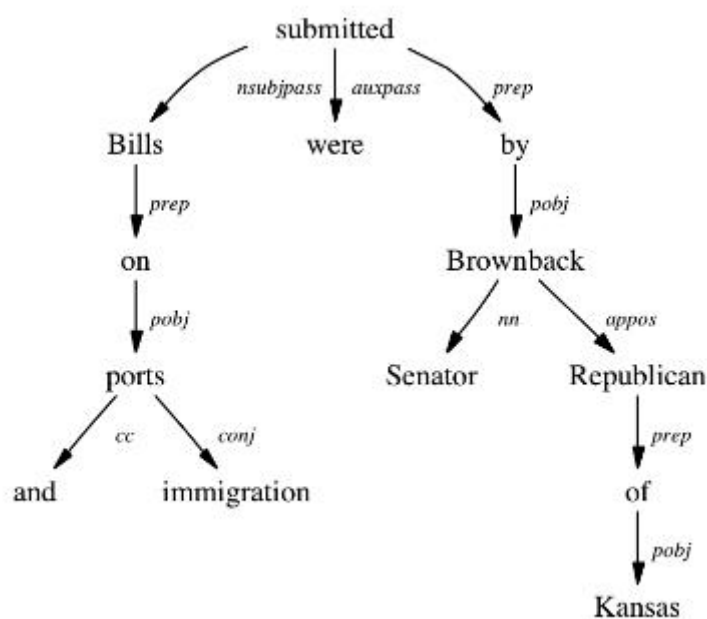 submitted
nsubjpass auxpass prep
Bills were by
prep pobj
on Brownback
pobj nn appos
ports Senator Republican
cc conj prep
and immigration of
pobj
Kansas